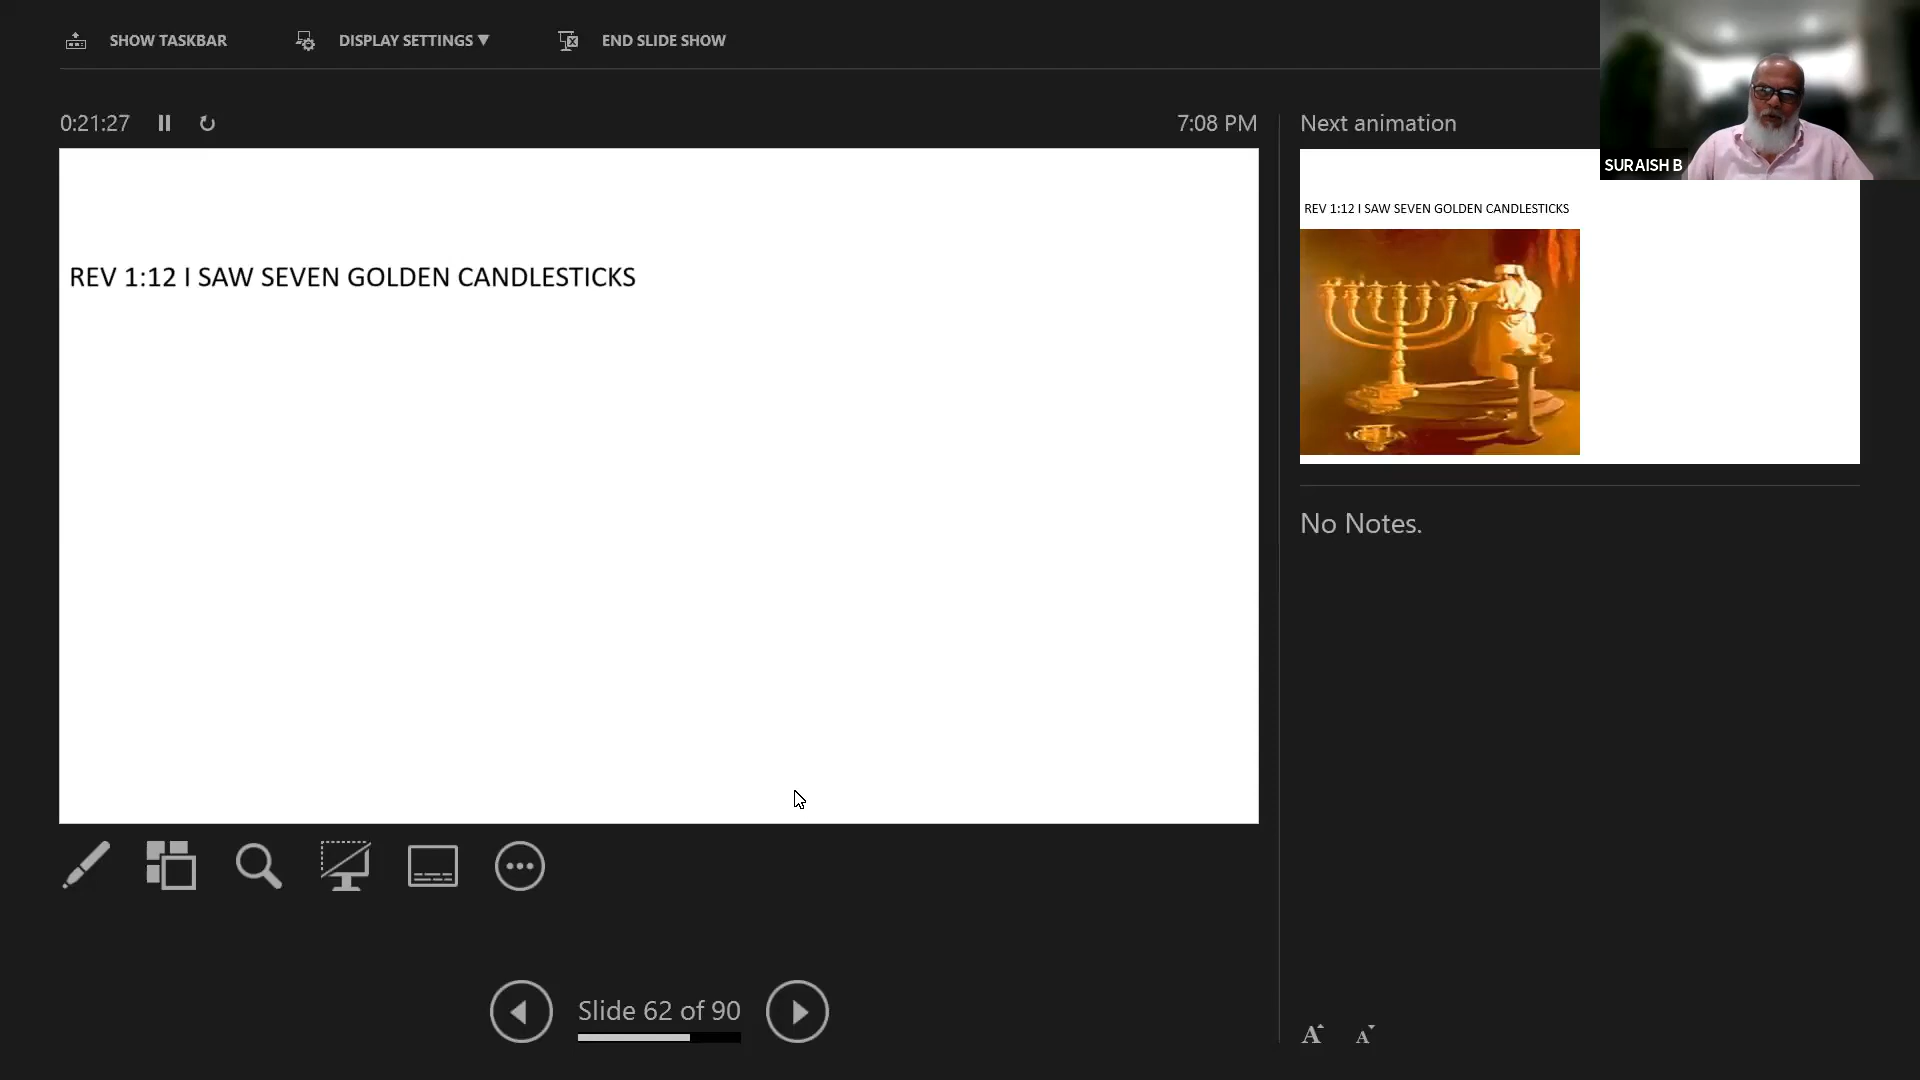 SHOW TASKBAR
DISPLAY SETTINGS ▼
END SLIDE SHOW
0:21:27
7:08 PM
Next animation
SURAISH B
REV 1:12 I SAW SEVEN GOLDEN CANDLESTICKS
REV 1:12 I SAW SEVEN GOLDEN CANDLESTICKS
No Notes.
Slide 62 of 90
A A